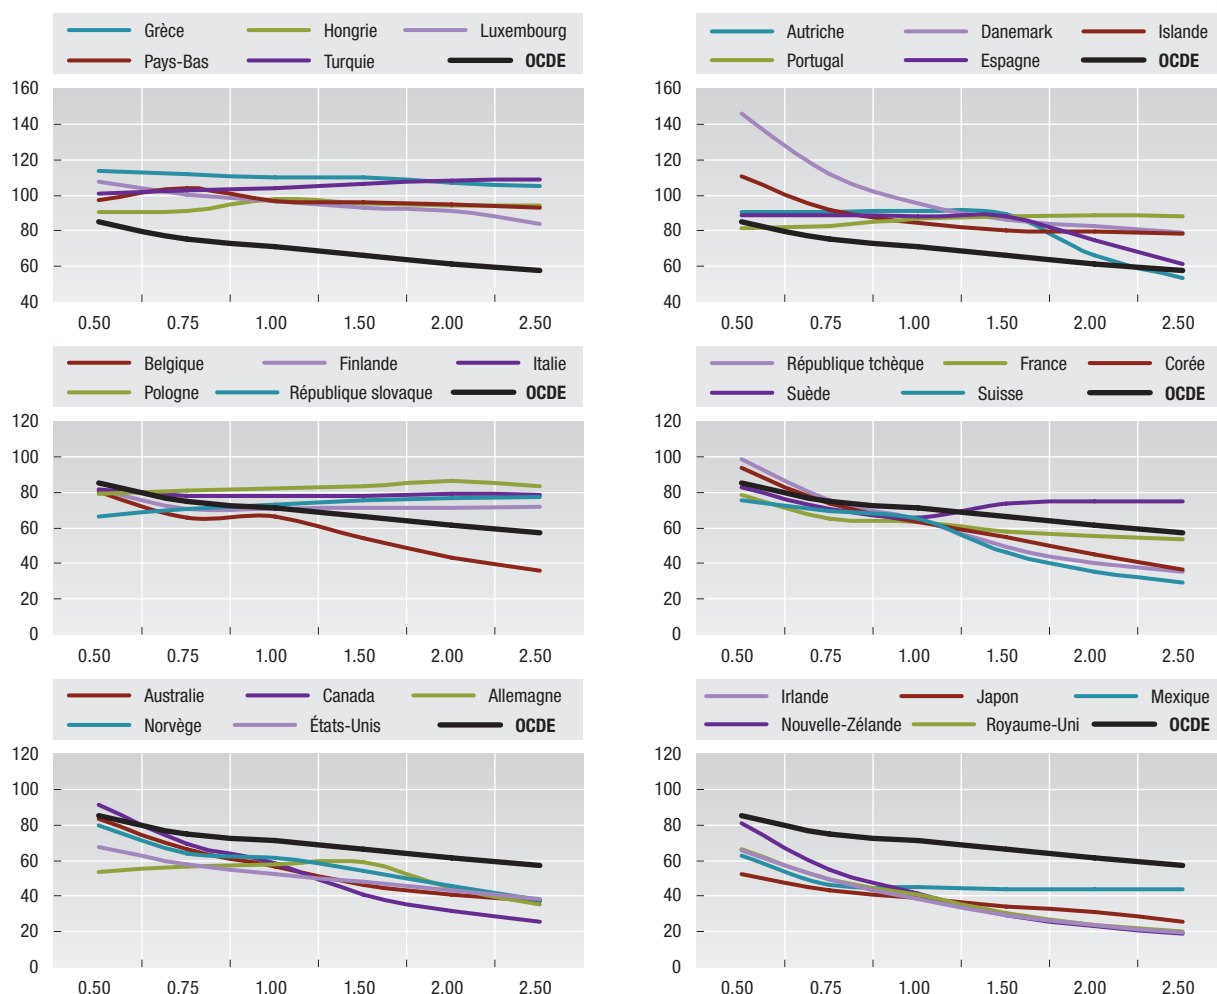 Grèce Hongrie Luxembourg
Pays-Bas Turquie OCDE
160
140
120
100
80
60
40
0.50 0.75 1.00 1.50 2.00 2.50
Autriche Danemark Islande
Portugal Espagne OCDE
160
140
120
100
80
60
40
0.50 0.75 1.00 1.50 2.00 2.50
Belgique Finlande Italie
Pologne République slovaque OCDE
120
100
80
60
40
20
0
0.50 0.75 1.00 1.50 2.00 2.50
République tchèque France Corée
Suède Suisse OCDE
120
100
80
60
40
20
0
0.50 0.75 1.00 1.50 2.00 2.50
Australie Canada Allemagne
Norvège États-Unis OCDE
120
100
80
60
40
20
0
0.50 0.75 1.00 1.50 2.00 2.50
Irlande Japon Mexique
Nouvelle-Zélande Royaume-Uni OCDE
120
100
80
60
40
20
0
0.50 0.75 1.00 1.50 2.00 2.50